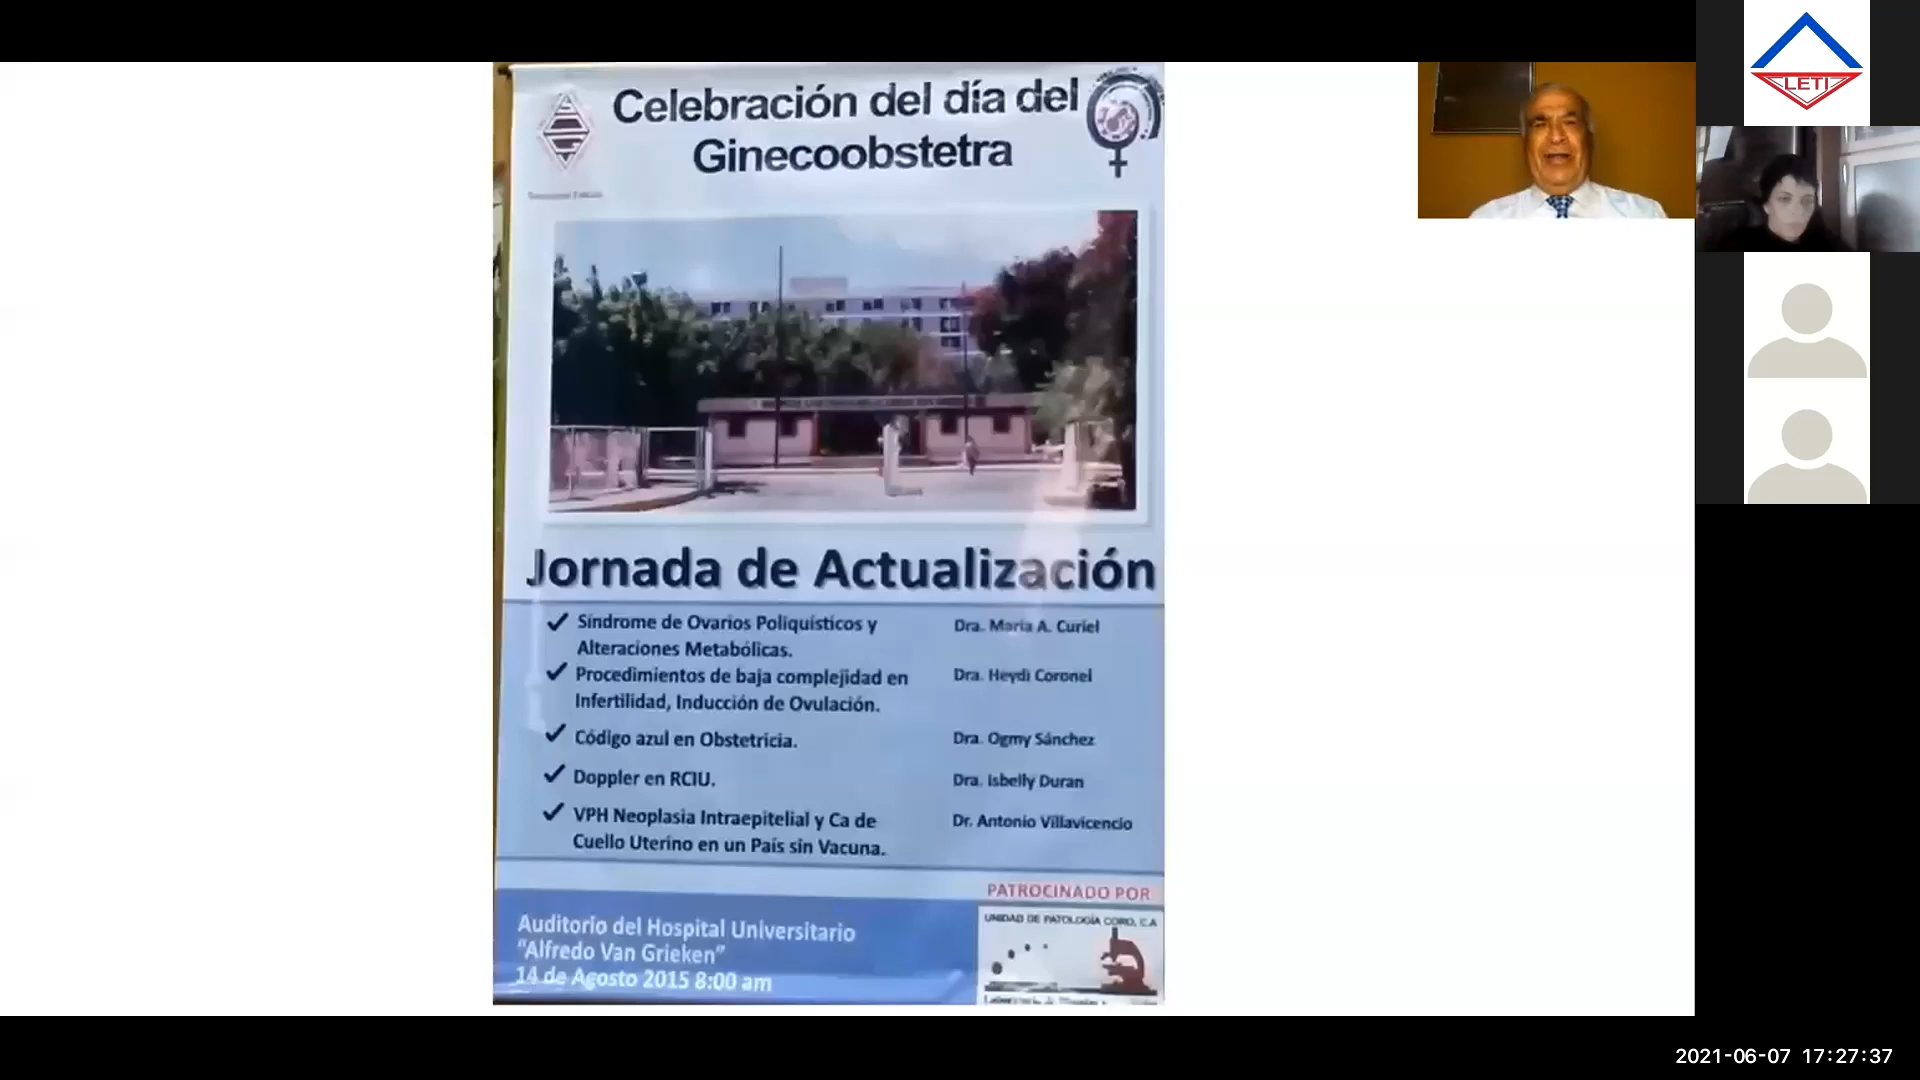 Celebración del día del
Ginecoobstetra
Jornada de Actualización
Síndrome de Ovarios Poliquísticos y
Alteraciones Metabólicas.
Dra. María A. Curiel
Procedimientos de baja complejidad en
Infertilidad, Inducción de Ovulación.
Dra. Heydi Coronel
Código azul en Obstetricia.
Dra. Ogmy Sánchez
Doppler en RCIU.
Dra. Isbelly Duran
VPH Neoplasia Intraepitelial y Ca de
Cuello Uterino en un País sin Vacuna.
Dr. Antonio Villavicencio
PATROCINADO POR
UNIDAD DE PATOLOGÍA CORO, C.A
Auditorio del Hospital Universitario
“Alfredo Van Grieken”
14 de Agosto 2015 8:00 am
LETI
2021-06-07 17:27:37